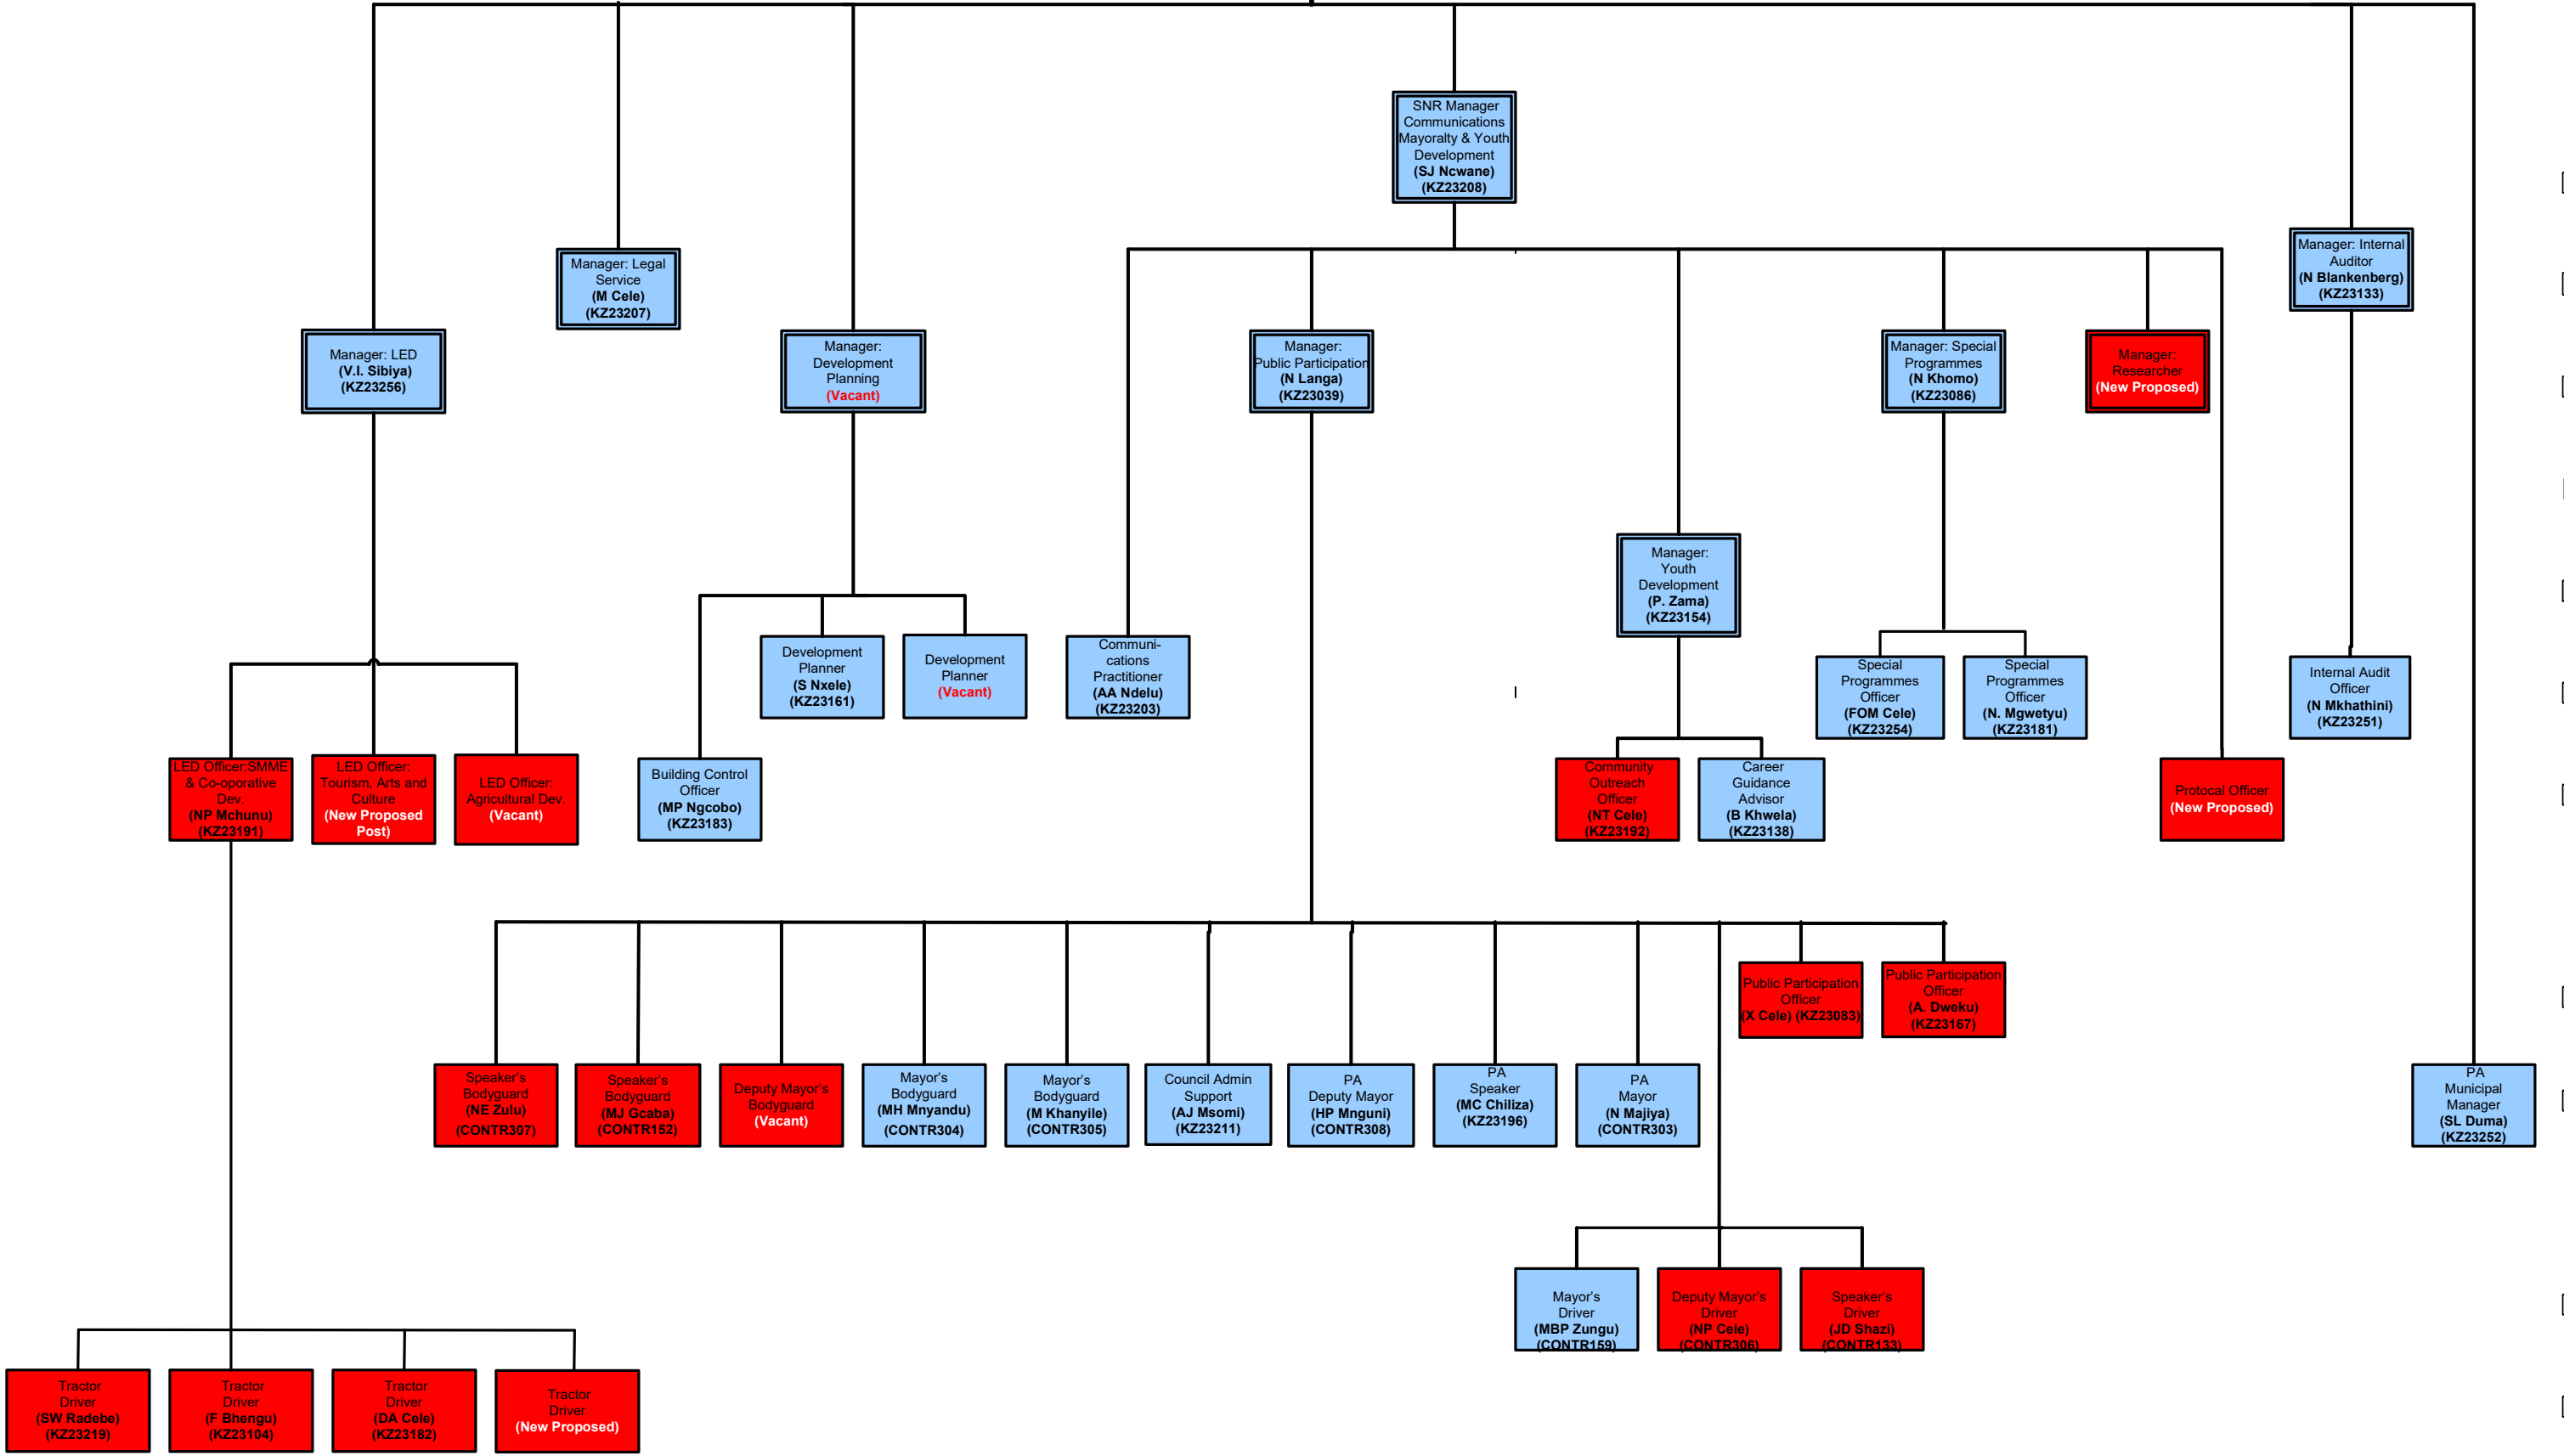 SNR Manager
Communications
Mayoralty & Youth
Development
(SJ Ncwane)
(KZ23208)
Manager: Legal
Service
(M Cele)
(KZ23207)
Manager: Internal
Auditor
(N Blankenberg)
(KZ23133)
Manager: LED
(V.I. Sibiya)
(KZ23256)
Manager:
Development
Planning
(Vacant)
Manager:
Public Participation
(N Langa)
(KZ23039)
Manager: Special
Programmes
(N Khomo)
(KZ23086)
Manager:
Researcher
(New Proposed)
Manager:
Youth
Development
(P. Zama)
(KZ23154)
Development
Planner
(S Nxele)
(KZ23161)
Development
Planner
(Vacant)
Communi-
cations
Practitioner
(AA Ndelu)
(KZ23203)
Special
Programmes
Officer
(FOM Cele)
(KZ23254)
Special
Programmes
Officer
(N. Mgwetyu)
(KZ23181)
Internal Audit
Officer
(N Mkhathini)
(KZ23251)
LED Officer:SMME
& Co-oporative
Dev.
(NP Mchunu)
(KZ23191)
LED Officer:
Tourism, Arts and
Culture
(New Proposed
Post)
LED Officer:
Agricultural Dev.
(Vacant)
Building Control
Officer
(MP Ngcobo)
(KZ23183)
Community
Outreach
Officer
(NT Cele)
(KZ23192)
Career
Guidance
Advisor
(B Khwela)
(KZ23138)
Protocal Officer
(New Proposed)
Public Participation
Officer
(X Cele) (KZ23083)
Public Participation
Officer
(A. Dweku)
(KZ23167)
Speaker's
Bodyguard
(NE Zulu)
(CONTR307)
Speaker's
Bodyguard
(MJ Gcaba)
(CONTR152)
Deputy Mayor's
Bodyguard
(Vacant)
Mayor's
Bodyguard
(MH Mnyandu)
(CONTR304)
Mayor's
Bodyguard
(M Khanyile)
(CONTR305)
Council Admin
Support
(AJ Msomi)
(KZ23211)
PA
Deputy Mayor
(HP Mnguni)
(CONTR308)
PA
Speaker
(MC Chiliza)
(KZ23196)
PA
Mayor
(N Majiya)
(CONTR303)
PA
Municipal
Manager
(SL Duma)
(KZ23252)
Mayor's
Driver
(MBP Zungu)
(CONTR159)
Deputy Mayor's
Driver
(NP Cele)
(CONTR306)
Speaker's
Driver
(JD Shazi)
(CONTR133)
Tractor
Driver
(SW Radebe)
(KZ23219)
Tractor
Driver
(F Bhengu)
(KZ23104)
Tractor
Driver
(DA Cele)
(KZ23182)
Tractor
Driver
(New Proposed)